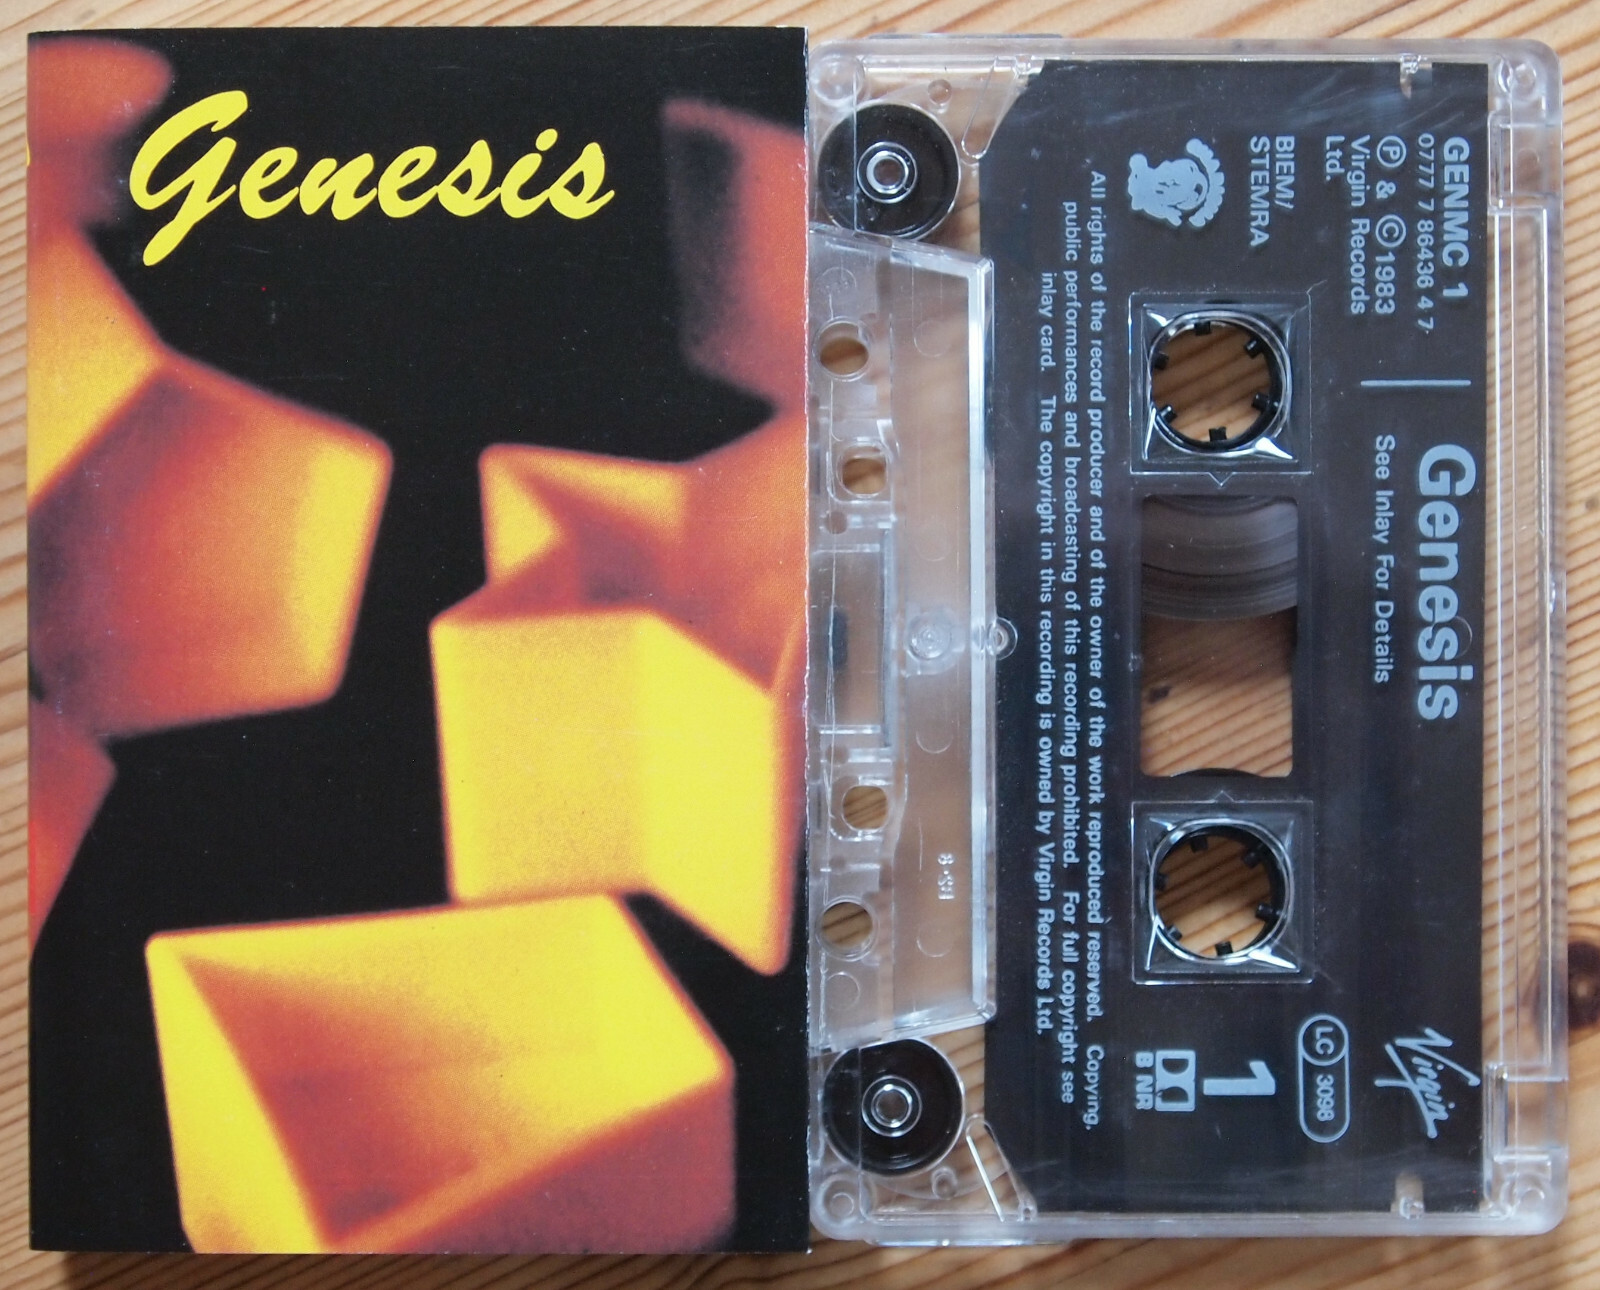 Genesis
GENMC 1
0777 7 86436 4 7
Ⓟ & ©1983
Virgin Records
Ltd.
BIEM/
STEMRA
Genesis
See Inlay For Details
Virgin
LC 3098
1
B NR
All rights of the record producer and of the owner of the work reproduced reserved. Copying,
public performances and broadcasting of this recording prohibited. For full copyright see
inlay card. The copyright in this recording is owned by Virgin Records Ltd.